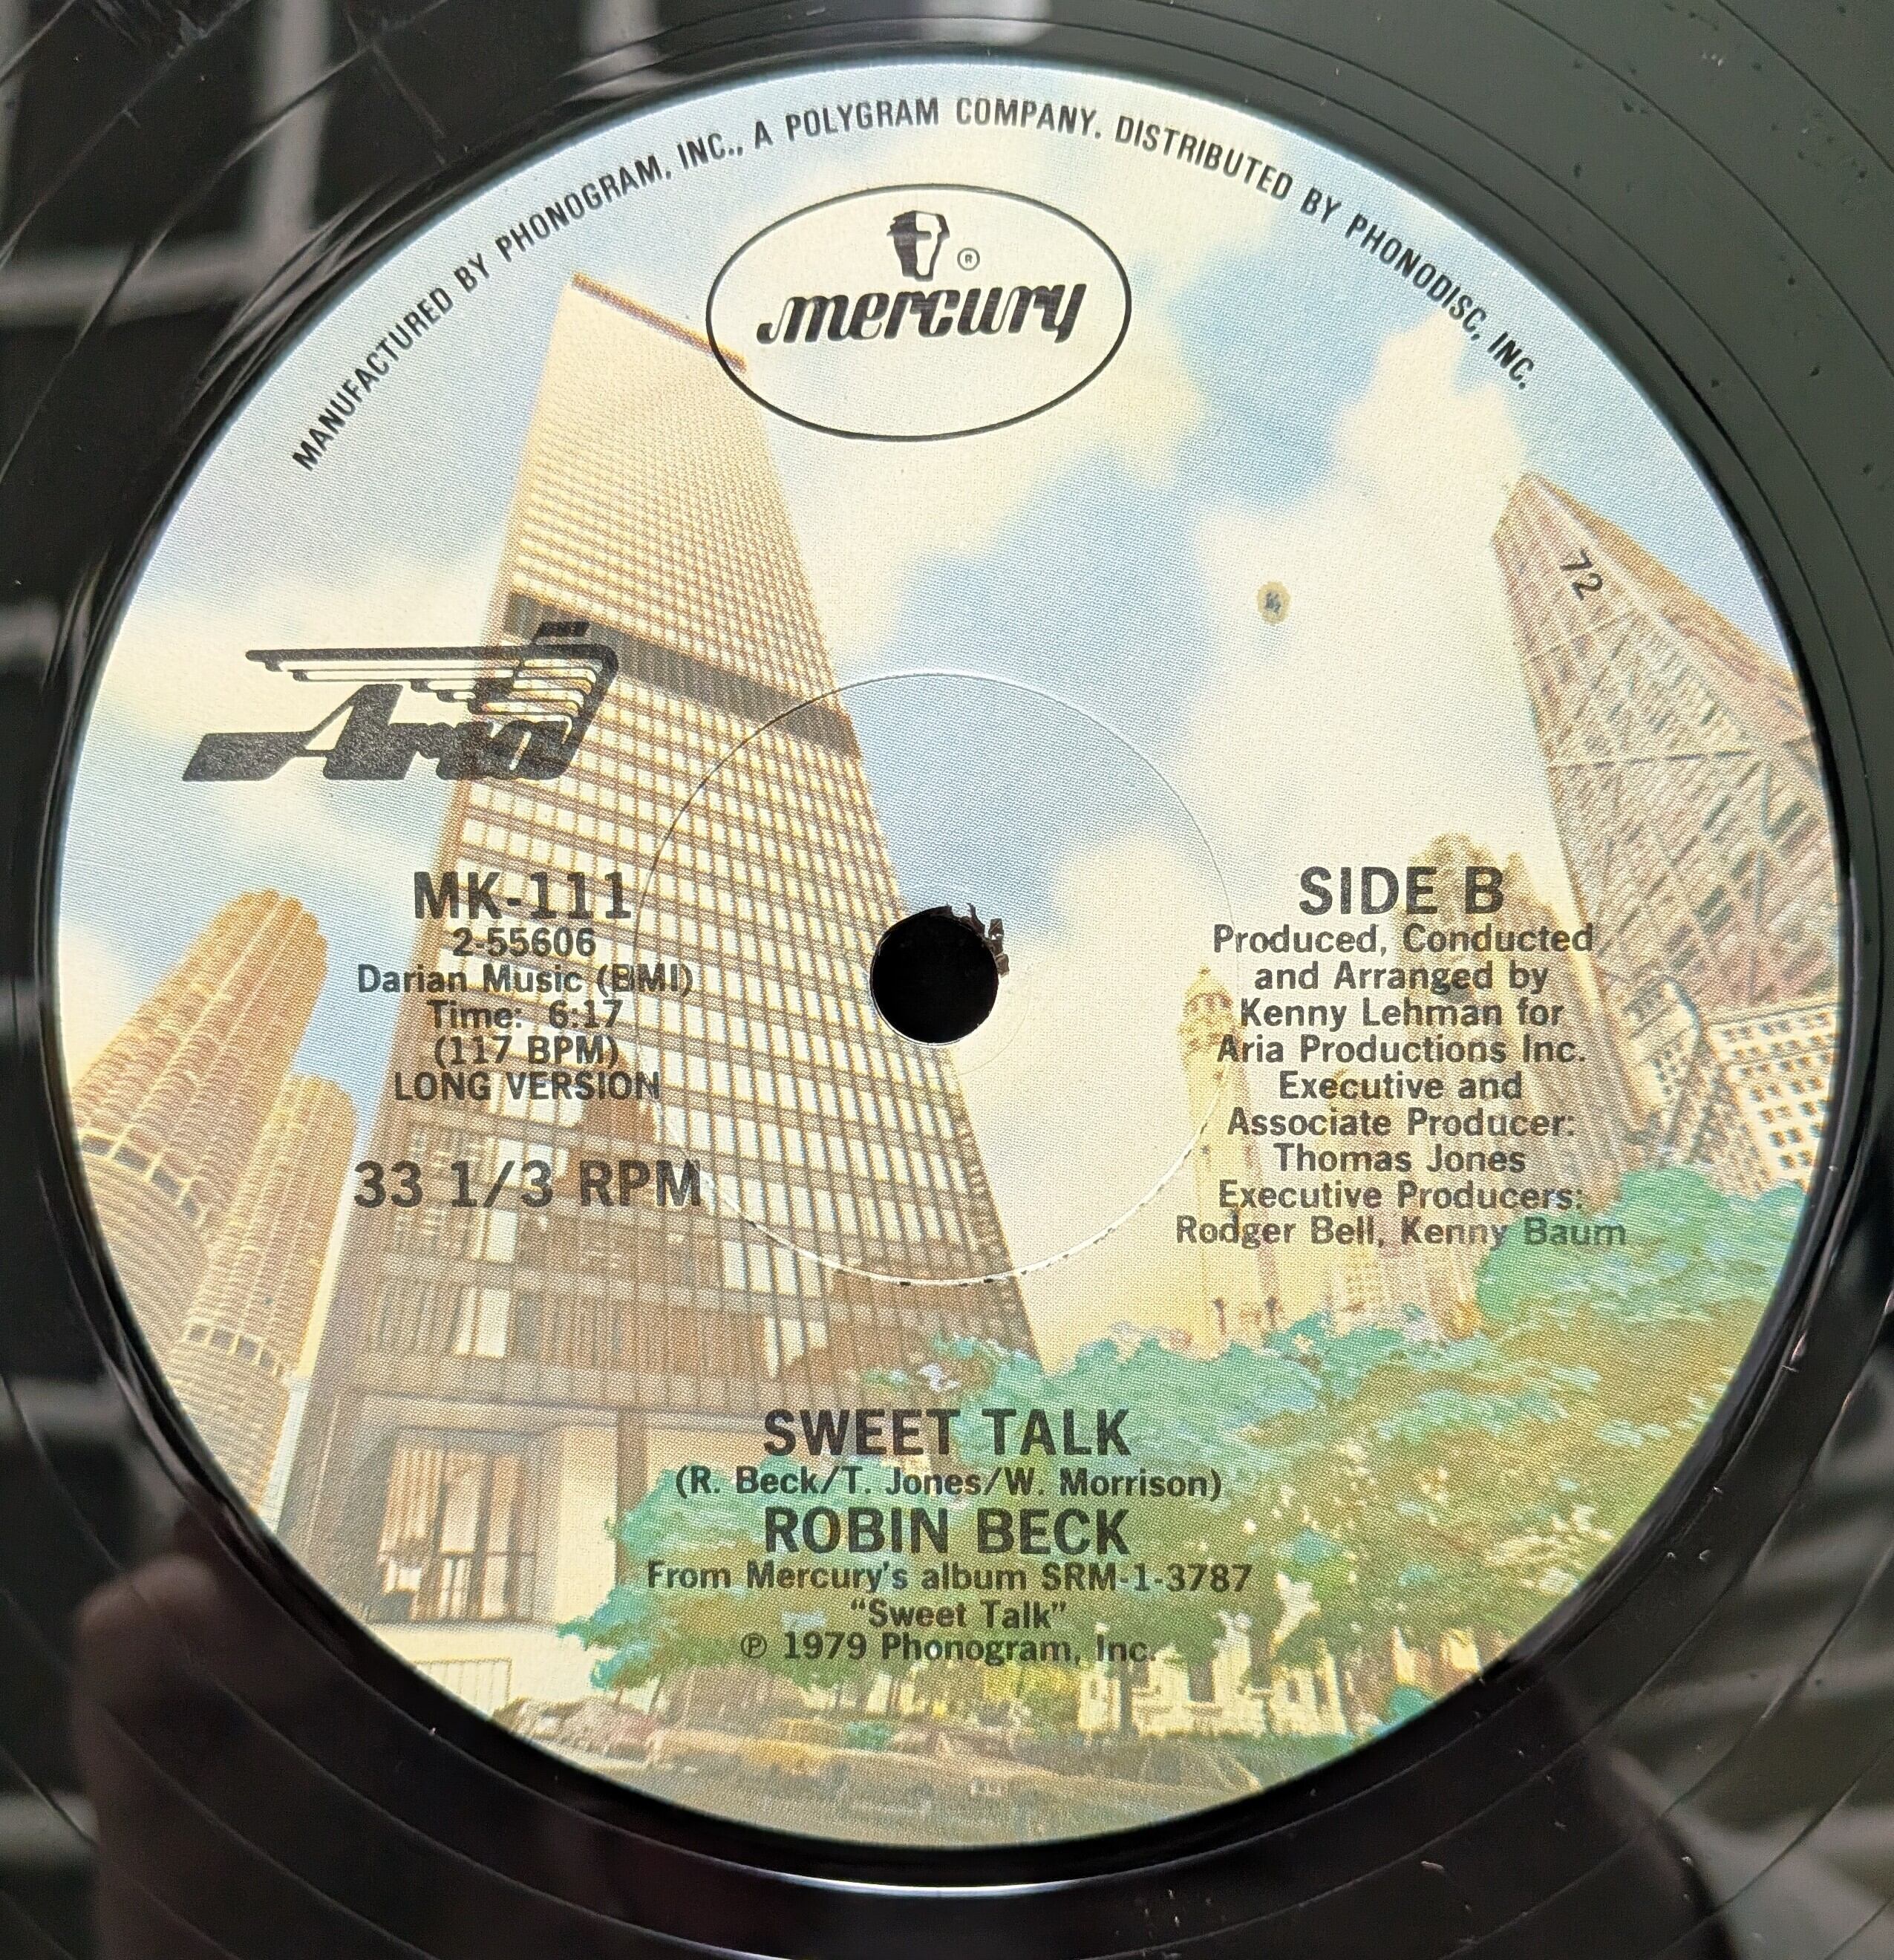 MANUFACTURED BY PHONOGRAM, INC., A POLYGRAM COMPANY. DISTRIBUTED BY PHONODISC, INC.
®
mercury
72
Aria
MK-111
2-55606
Darian Music (BMI)
Time: 6:17
(117 BPM)
LONG VERSION
33 1/3 RPM
SIDE B
Produced, Conducted
and Arranged by
Kenny Lehman for
Aria Productions Inc.
Executive and
Associate Producer:
Thomas Jones
Executive Producers:
Rodger Bell, Kenny Baum
SWEET TALK
(R. Beck/T. Jones/W. Morrison)
ROBIN BECK
From Mercury's album SRM-1-3787
“Sweet Talk”
℗ 1979 Phonogram, Inc.